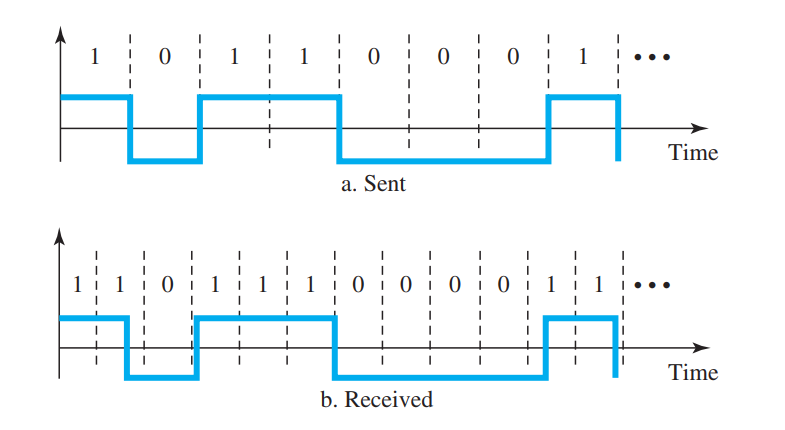 1 0 1 1 0 0 0 1 •••
Time
a. Sent
1 1 0 1 1 1 0 0 0 0 1 1 •••
Time
b. Received